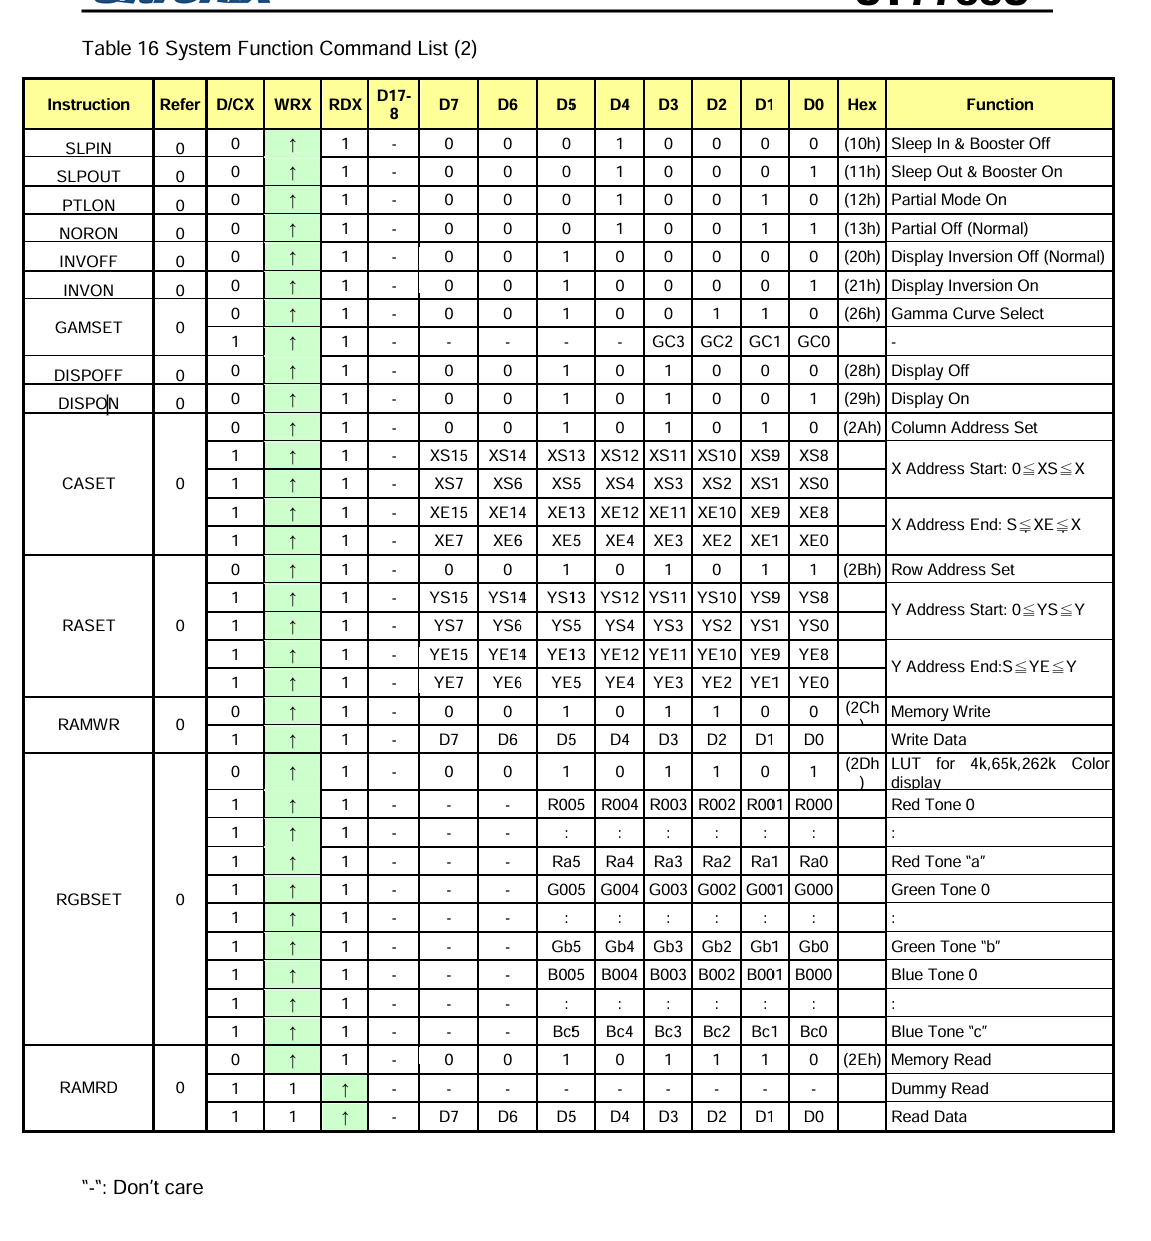 Table 16 System Function Command List (2)
Instruction Refer D/CX WRX RDX D17-8 D7 D6 D5 D4 D3 D2 D1 D0 Hex Function
SLPIN 0 0 ↑ 1 - 0 0 0 1 0 0 0 0 (10h) Sleep In & Booster Off
SLPOUT 0 0 ↑ 1 - 0 0 0 1 0 0 0 1 (11h) Sleep Out & Booster On
PTLON 0 0 ↑ 1 - 0 0 0 1 0 0 1 0 (12h) Partial Mode On
NORON 0 0 ↑ 1 - 0 0 0 1 0 0 1 1 (13h) Partial Off (Normal)
INVOFF 0 0 ↑ 1 - 0 0 1 0 0 0 0 0 (20h) Display Inversion Off (Normal)
INVON 0 0 ↑ 1 - 0 0 1 0 0 0 0 1 (21h) Display Inversion On
GAMSET 0 0 ↑ 1 - 0 0 1 0 0 1 1 0 (26h) Gamma Curve Select
1 ↑ 1 - - - - - GC3 GC2 GC1 GC0 -
DISPOFF 0 0 ↑ 1 - 0 0 1 0 1 0 0 0 (28h) Display Off
DISPON 0 0 ↑ 1 - 0 0 1 0 1 0 0 1 (29h) Display On
CASET 0 0 ↑ 1 - 0 0 1 0 1 0 1 0 (2Ah) Column Address Set
1 ↑ 1 - XS15 XS14 XS13 XS12 XS11 XS10 XS9 XS8 X Address Start: 0≦XS≦X
1 ↑ 1 - XS7 XS6 XS5 XS4 XS3 XS2 XS1 XS0
1 ↑ 1 - XE15 XE14 XE13 XE12 XE11 XE10 XE9 XE8 X Address End: S≦XE≦X
1 ↑ 1 - XE7 XE6 XE5 XE4 XE3 XE2 XE1 XE0
RASET 0 0 ↑ 1 - 0 0 1 0 1 0 1 1 (2Bh) Row Address Set
1 ↑ 1 - YS15 YS14 YS13 YS12 YS11 YS10 YS9 YS8 Y Address Start: 0≦YS≦Y
1 ↑ 1 - YS7 YS6 YS5 YS4 YS3 YS2 YS1 YS0
1 ↑ 1 - YE15 YE14 YE13 YE12 YE11 YE10 YE9 YE8 Y Address End:S≦YE≦Y
1 ↑ 1 - YE7 YE6 YE5 YE4 YE3 YE2 YE1 YE0
RAMWR 0 0 ↑ 1 - 0 0 1 0 1 1 0 0 (2Ch) Memory Write
1 ↑ 1 - D7 D6 D5 D4 D3 D2 D1 D0 Write Data
RGBSET 0 0 ↑ 1 - 0 0 1 0 1 1 0 1 (2Dh) LUT for 4k,65k,262k Color display
1 ↑ 1 - - - R005 R004 R003 R002 R001 R000 Red Tone 0
1 ↑ 1 - - - : : : : : : :
1 ↑ 1 - - - Ra5 Ra4 Ra3 Ra2 Ra1 Ra0 Red Tone “a”
1 ↑ 1 - - - G005 G004 G003 G002 G001 G000 Green Tone 0
1 ↑ 1 - - - : : : : : : :
1 ↑ 1 - - - Gb5 Gb4 Gb3 Gb2 Gb1 Gb0 Green Tone “b”
1 ↑ 1 - - - B005 B004 B003 B002 B001 B000 Blue Tone 0
1 ↑ 1 - - - : : : : : : :
1 ↑ 1 - - - Bc5 Bc4 Bc3 Bc2 Bc1 Bc0 Blue Tone “c”
RAMRD 0 0 ↑ 1 - 0 0 1 0 1 1 1 0 (2Eh) Memory Read
1 1 ↑ - - - - - - - - - Dummy Read
1 1 ↑ - D7 D6 D5 D4 D3 D2 D1 D0 Read Data
“-“: Don’t care